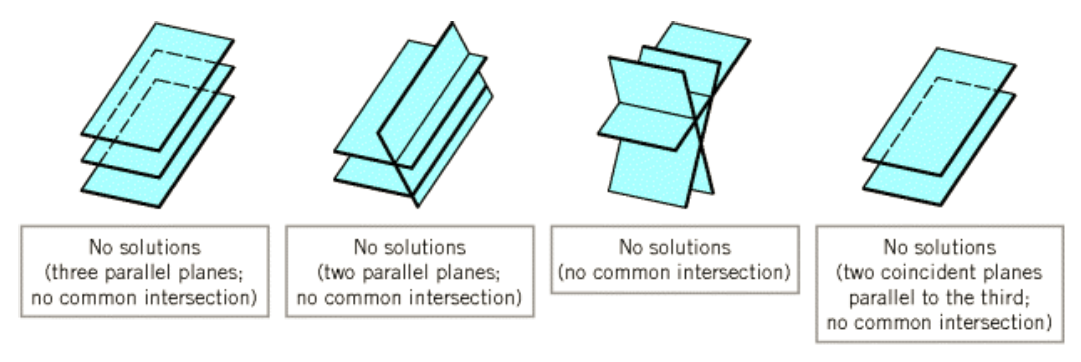 No solutions
(three parallel planes;
no common intersection)
No solutions
(two parallel planes;
no common intersection)
No solutions
(no common intersection)
No solutions
(two coincident planes
parallel to the third;
no common intersection)